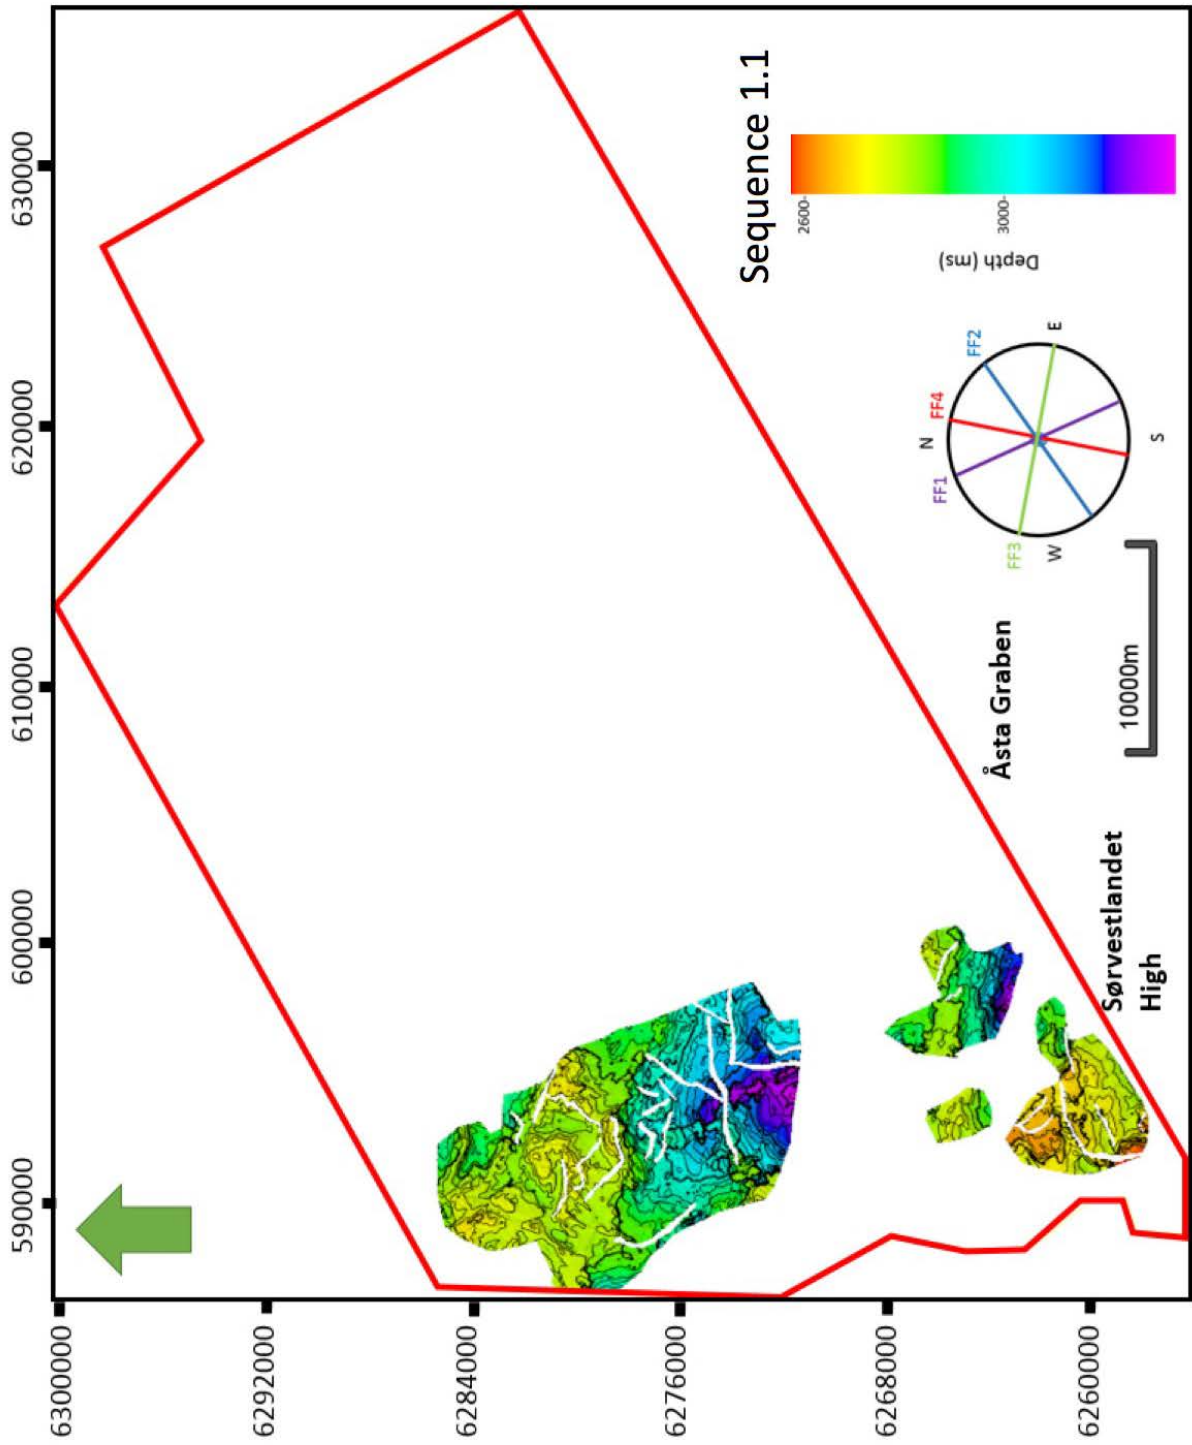 590000
600000
610000
620000
630000
6300000
6292000
6284000
6276000
6268000
6260000
Sequence 1.1
2600-
3000-
Depth (ms)
N
E
S
W
FF1
FF2
FF3
FF4
10000m
Åsta Graben
Sørvestlandet
High